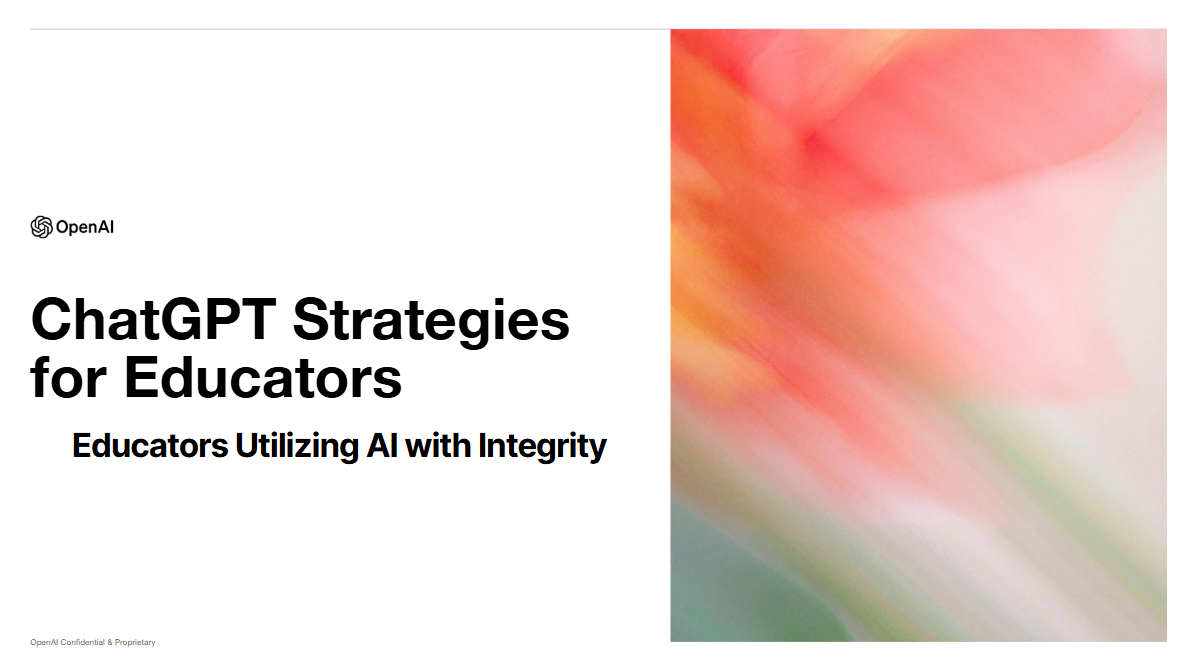 OpenAI
ChatGPT Strategies
for Educators
Educators Utilizing AI with Integrity
OpenAI Confidential & Proprietary